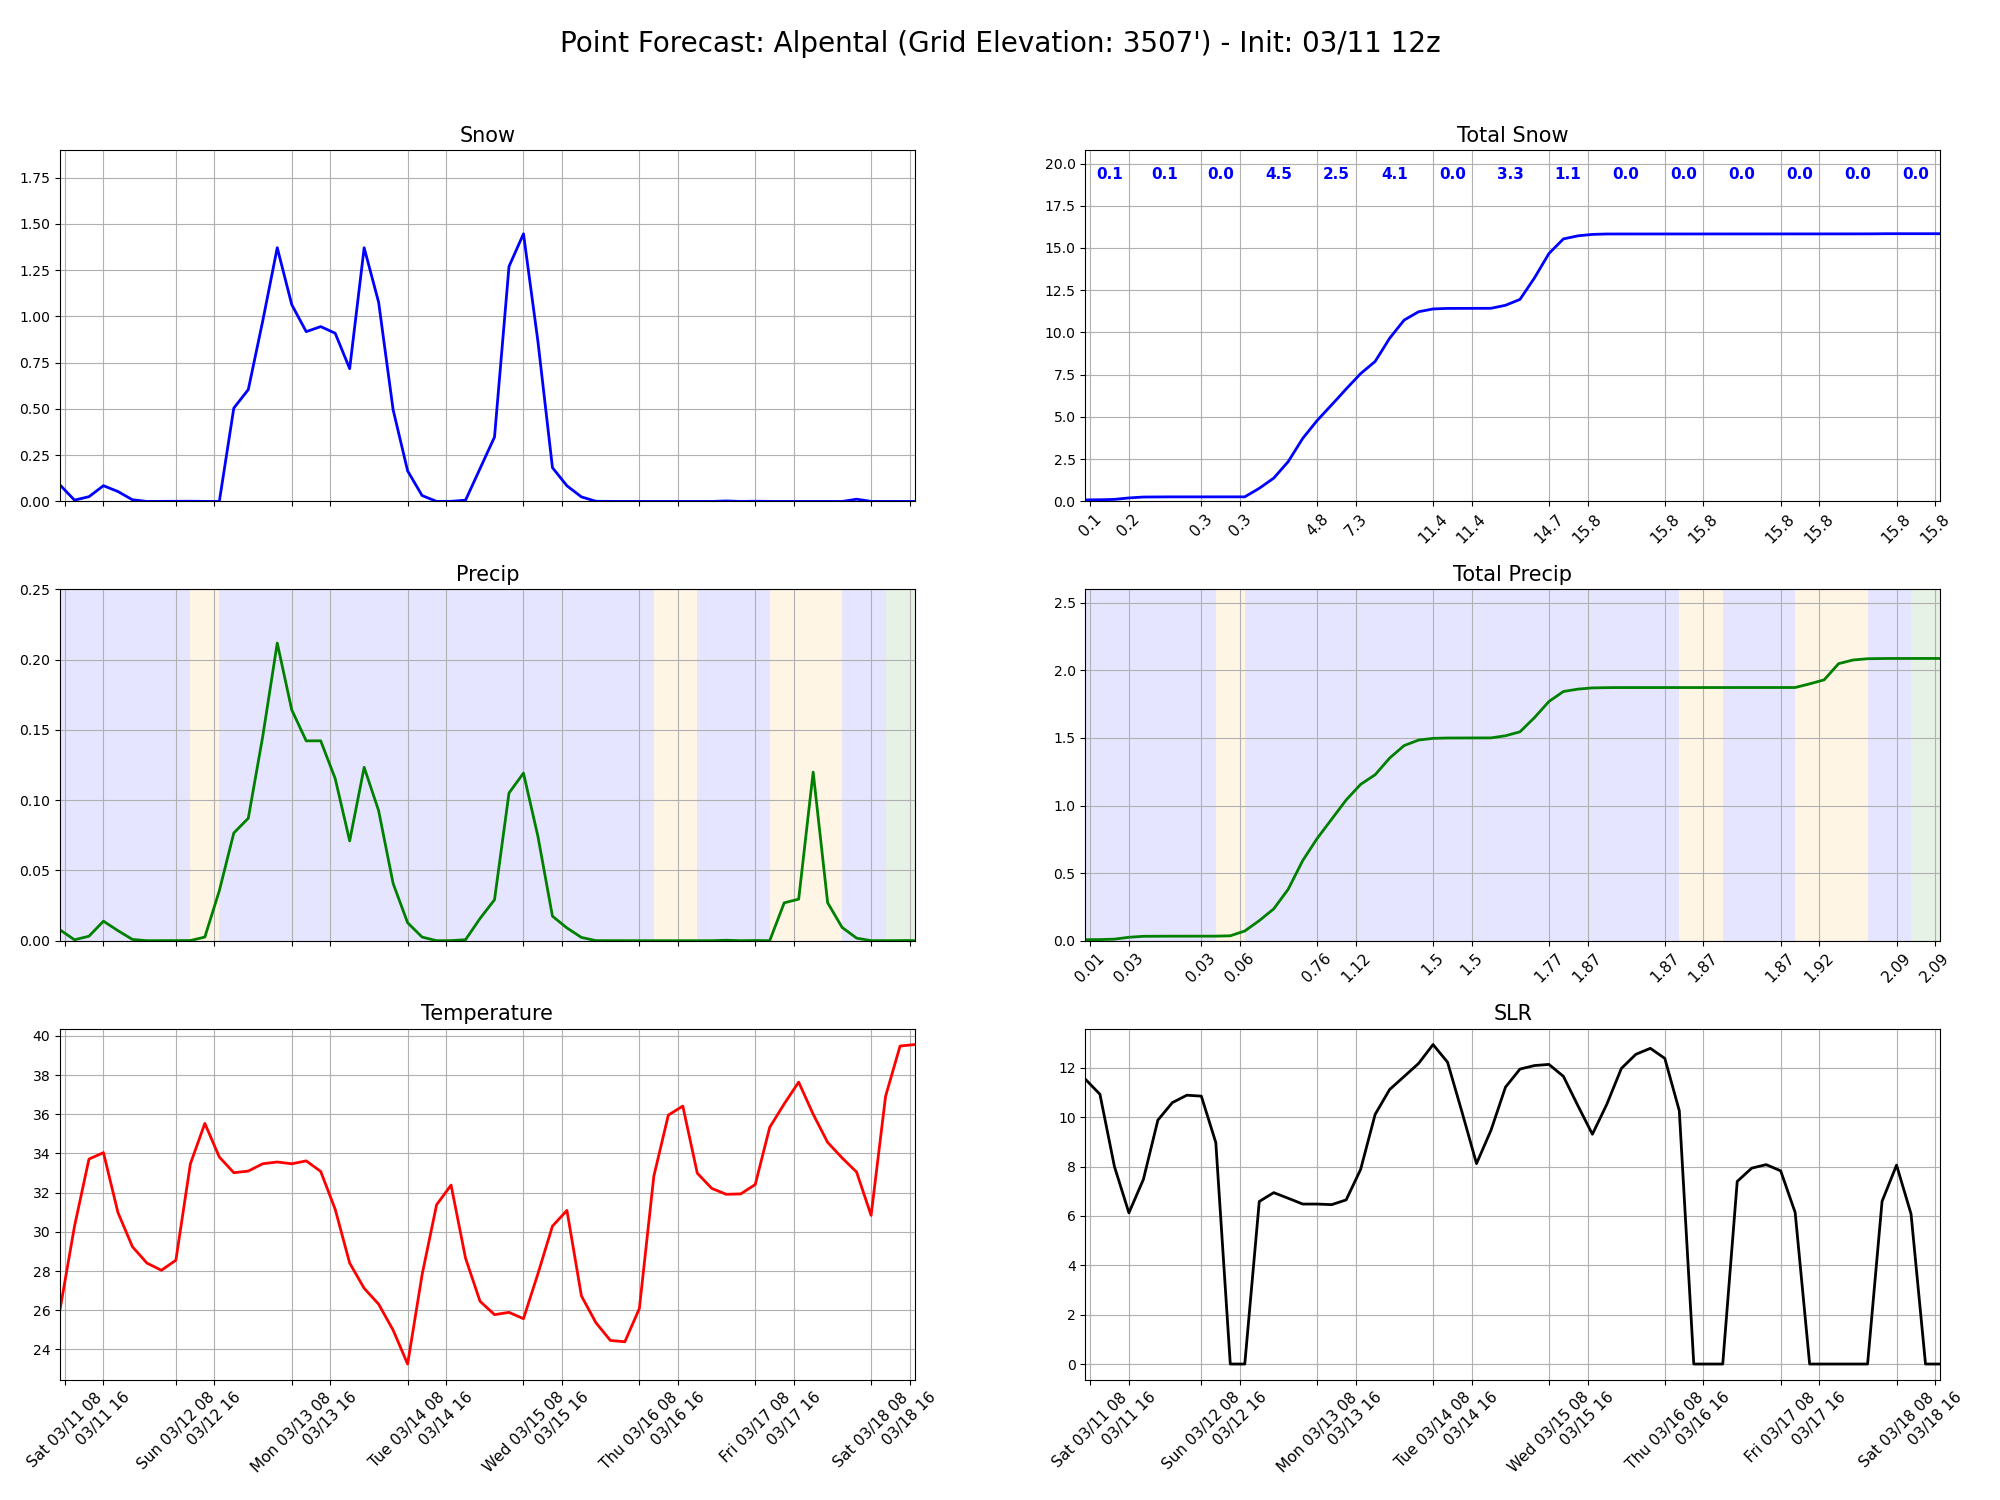 Point Forecast: Alpental (Grid Elevation: 3507') - Init: 03/11 12z
Snow
1.75
1.50
1.25
1.00
0.75
0.50
0.25
0.00
Total Snow
20.0
17.5
15.0
12.5
10.0
7.5
5.0
2.5
0.0
0.1 0.1 0.0 4.5 2.5 4.1 0.0 3.3 1.1 0.0 0.0 0.0 0.0 0.0 0.0
0.1 0.2 0.3 0.3 4.8 7.3 11.4 11.4 14.7 15.8 15.8 15.8 15.8 15.8 15.8 15.8
Precip
0.25
0.20
0.15
0.10
0.05
0.00
Total Precip
2.5
2.0
1.5
1.0
0.5
0.0
0.01 0.03 0.03 0.06 0.76 1.12 1.5 1.5 1.77 1.87 1.87 1.87 1.87 1.92 2.09 2.09
Temperature
40
38
36
34
32
30
28
26
24
Sat 03/11 08
03/11 16
Sun 03/12 08
03/12 16
Mon 03/13 08
03/13 16
Tue 03/14 08
03/14 16
Wed 03/15 08
03/15 16
Thu 03/16 08
03/16 16
Fri 03/17 08
03/17 16
Sat 03/18 08
03/18 16
SLR
12
10
8
6
4
2
0
Sat 03/11 08
03/11 16
Sun 03/12 08
03/12 16
Mon 03/13 08
03/13 16
Tue 03/14 08
03/14 16
Wed 03/15 08
03/15 16
Thu 03/16 08
03/16 16
Fri 03/17 08
03/17 16
Sat 03/18 08
03/18 16